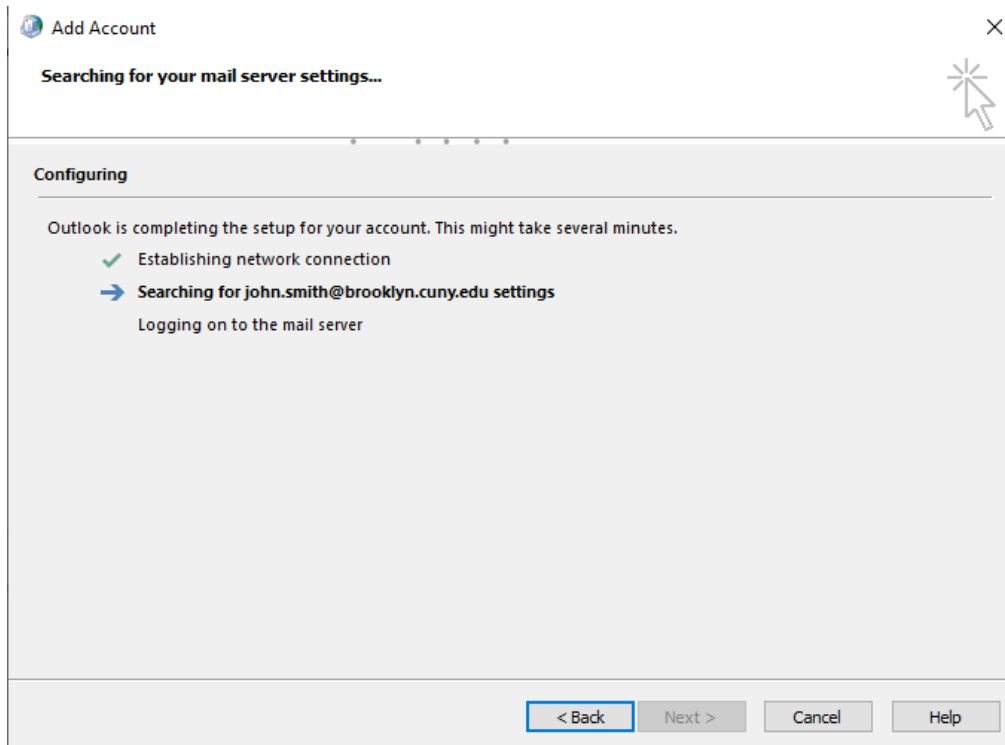 Add Account
Searching for your mail server settings...
Configuring
Outlook is completing the setup for your account. This might take several minutes.
Establishing network connection
Searching for john.smith@brooklyn.cuny.edu settings
Logging on to the mail server
< Back
Next >
Cancel
Help